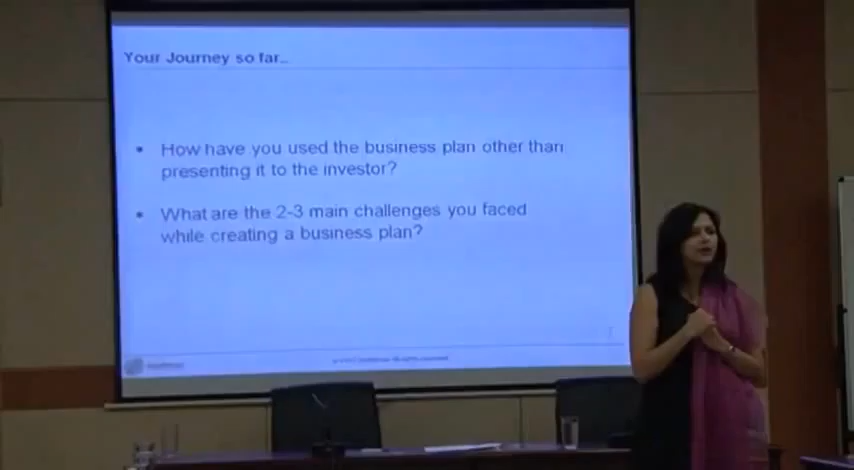 Your Journey so far...
• How have you used the business plan other than
presenting it to the investor?
• What are the 2-3 main challenges you faced
while creating a business plan?